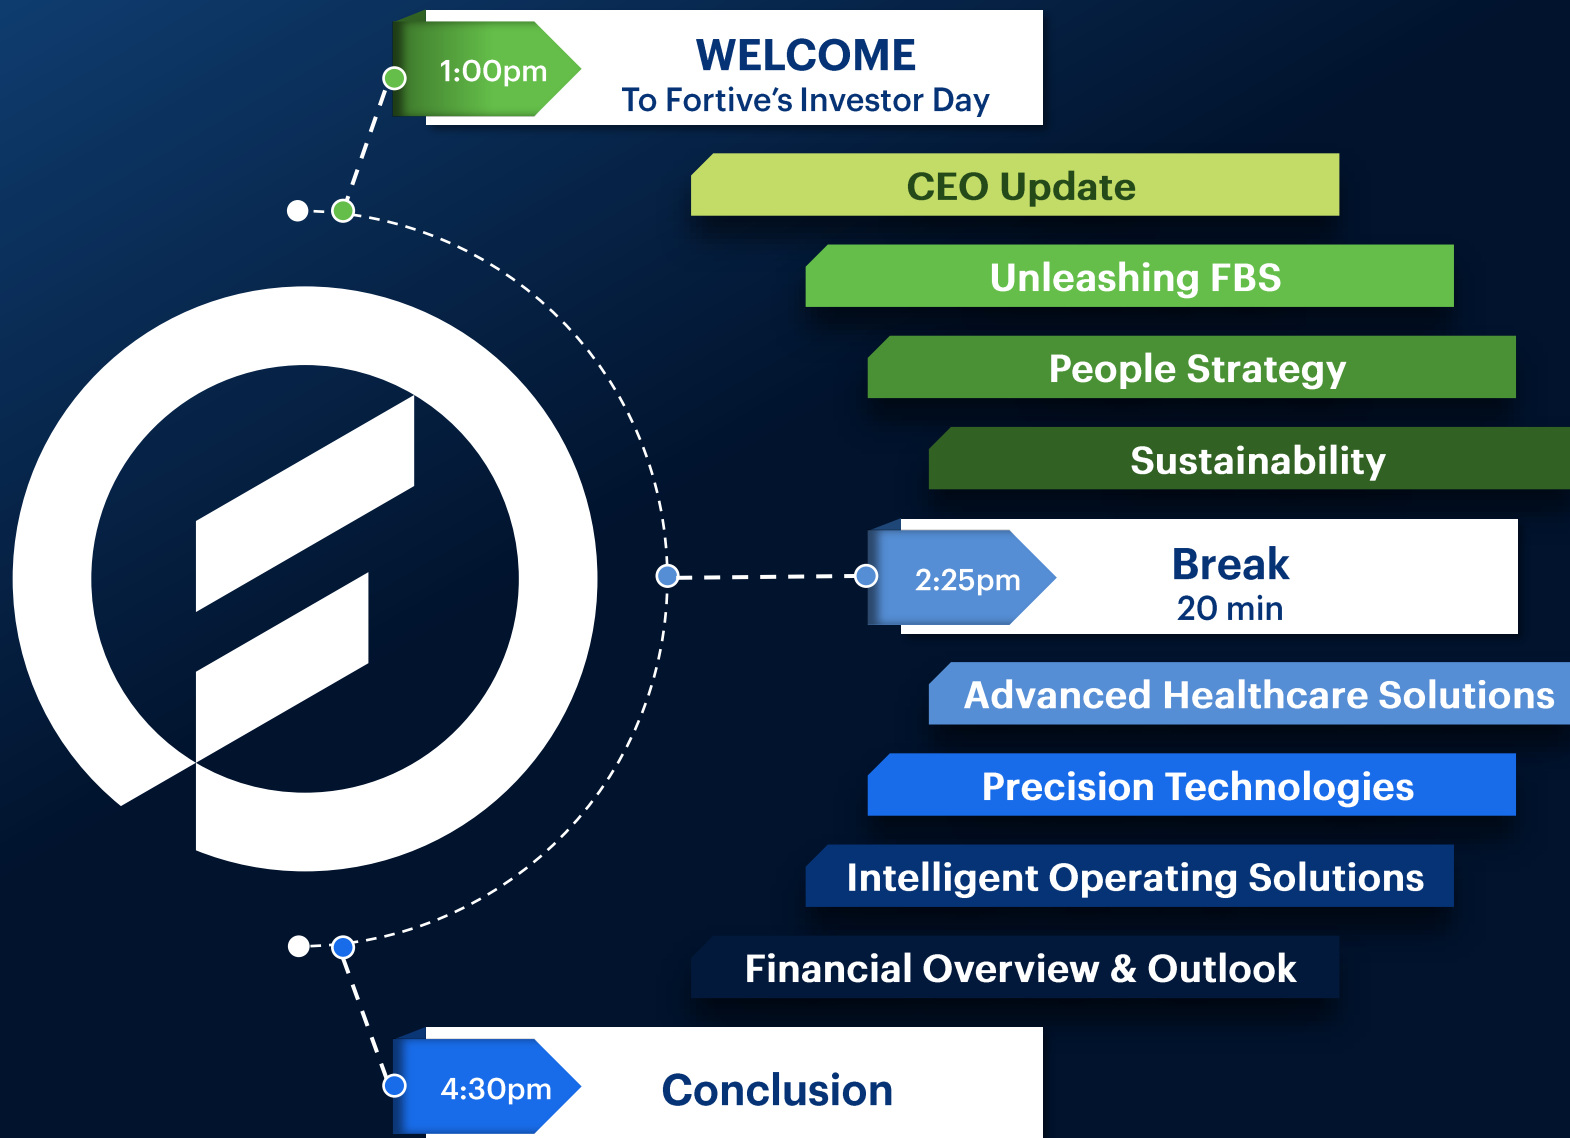 1:00pm
WELCOME
To Fortive's Investor Day
CEO Update
Unleashing FBS
People Strategy
Sustainability
2:25pm
Break
20 min
Advanced Healthcare Solutions
Precision Technologies
Intelligent Operating Solutions
Financial Overview & Outlook
4:30pm
Conclusion